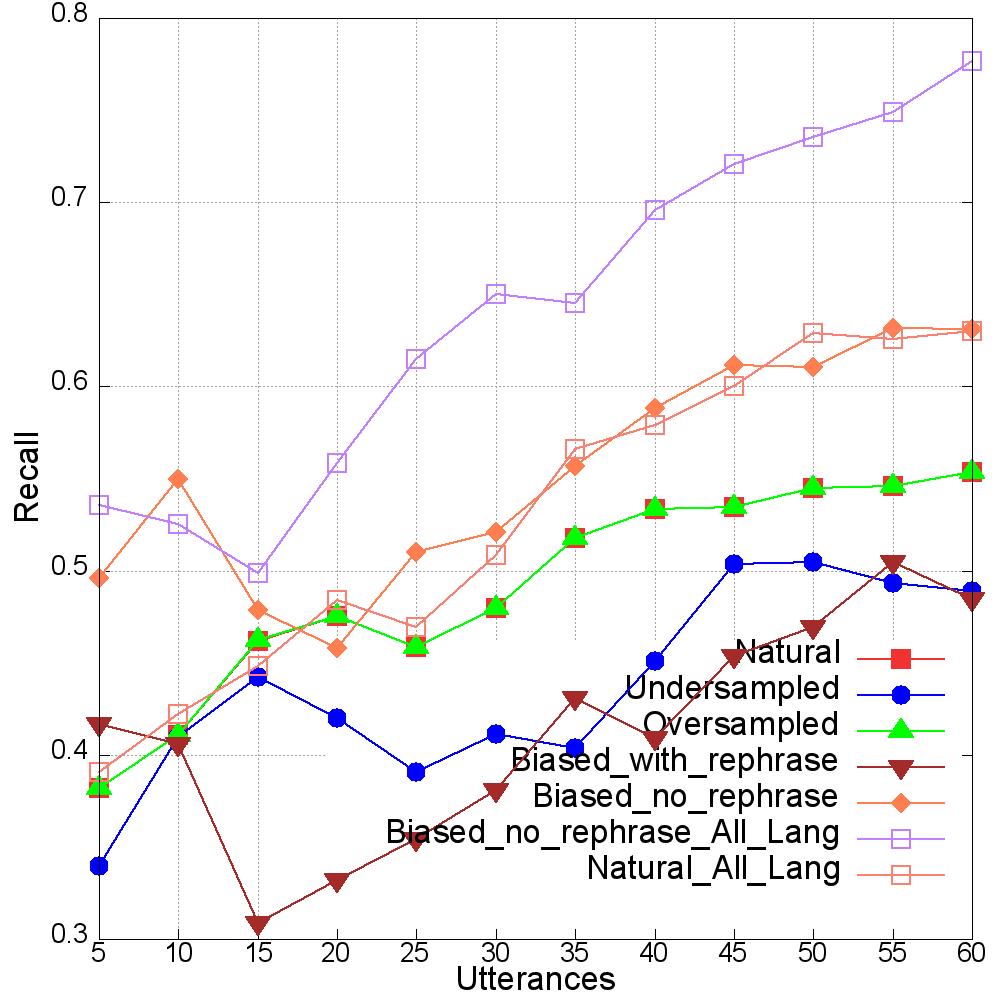 0.8
0.7
0.6
0.5
0.4
0.3
Recall
5 10 15 20 25 30 35 40 45 50 55 60
Utterances
Natural
Undersampled
Oversampled
Biased_with_rephrase
Biased_no_rephrase
Biased_no_rephrase_All_Lang
Natural_All_Lang